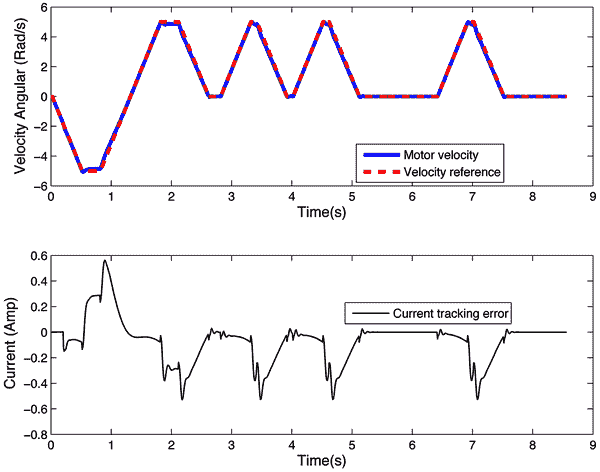 6
4
2
0
−2
−4
−6
Velocity Angular (Rad/s)
Motor velocity
Velocity reference
0 1 2 3 4 5 6 7 8 9
Time(s)
0.6
0.4
0.2
0
−0.2
−0.4
−0.6
−0.8
Current (Amp)
Current tracking error
0 1 2 3 4 5 6 7 8 9
Time(s)